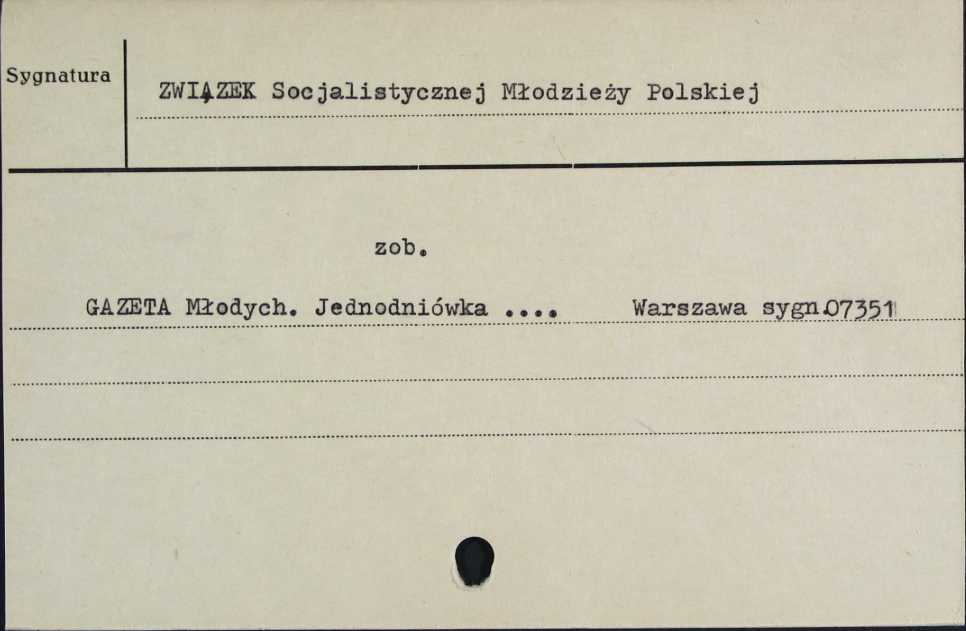 Sygnatura
ZWIĄZEK Socjalistycznej Młodzieży Polskiej
zob.
GAZETA Młodych. Jednodniówka .... Warszawa sygn.07351